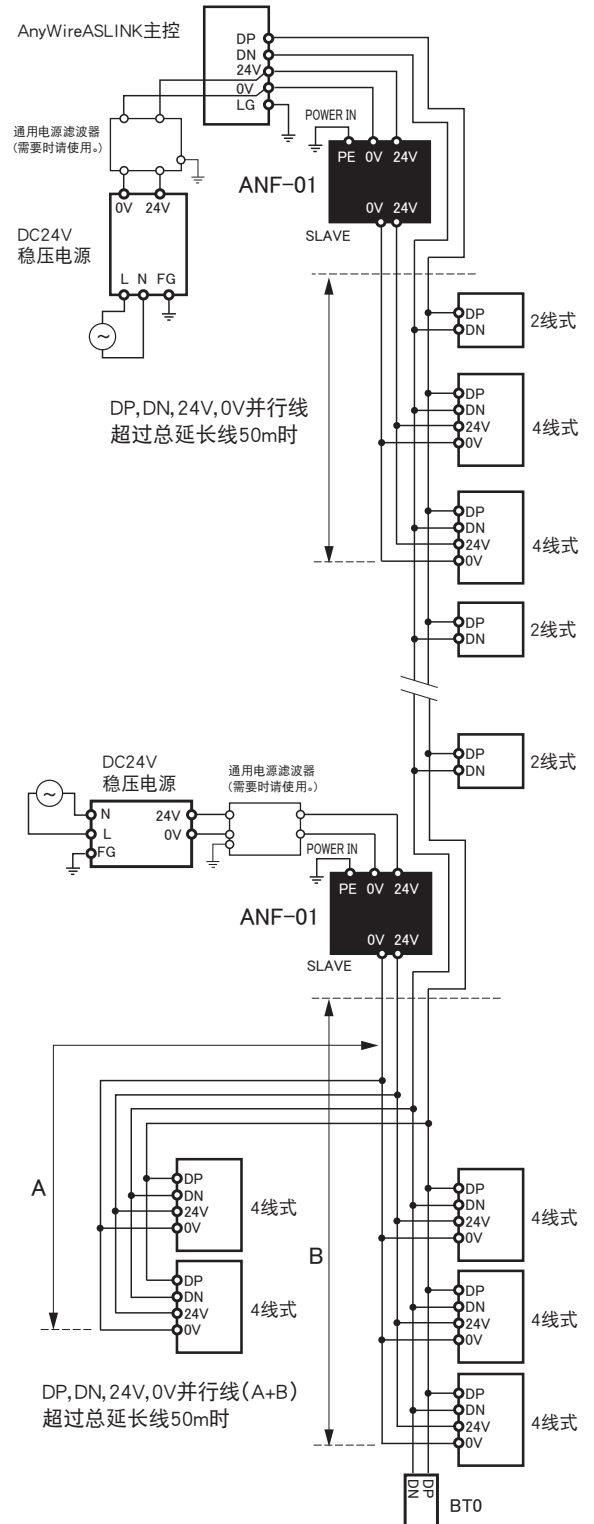 AnyWireASLINK主控
DP
DN
24V
0V
LG
通用电源滤波器
(需要时请使用。)
0V 24V
DC24V
稳压电源
L N FG
~
POWER IN
PE 0V 24V
ANF-01
0V 24V
SLAVE
DP
DN
2线式
DP,DN,24V,0V并行线
超过总延长线50m时
DP
DN
24V
0V
4线式
DP
DN
24V
0V
4线式
DP
DN
2线式
DP
DN
2线式
DC24V
稳压电源
~
N
L
FG
24V
0V
通用电源滤波器
(需要时请使用。)
POWER IN
PE 0V 24V
ANF-01
0V 24V
SLAVE
A
B
DP
DN
24V
0V
4线式
DP
DN
24V
0V
4线式
DP
DN
24V
0V
4线式
DP
DN
24V
0V
4线式
DP
DN
24V
0V
4线式
DP,DN,24V,0V并行线(A+B)
超过总延长线50m时
DP
DN
BT0